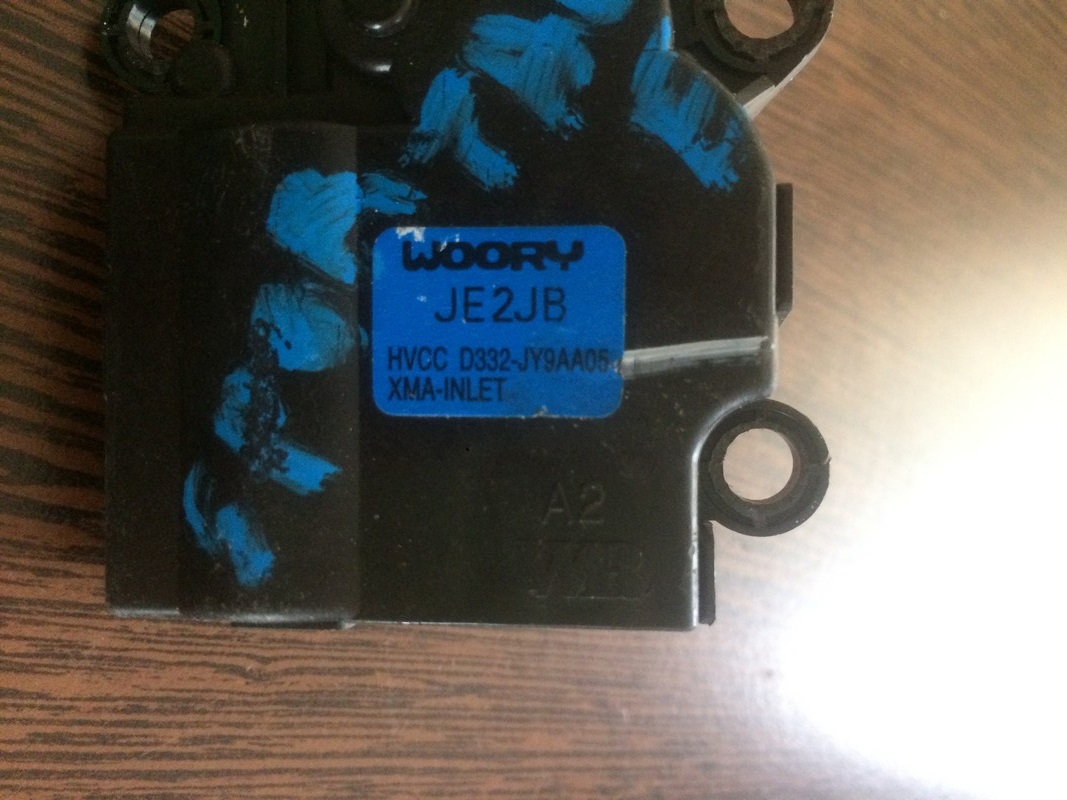 WOORY
JE2JB
HVCC D332-JY9AA05
XMA-INLET
A2